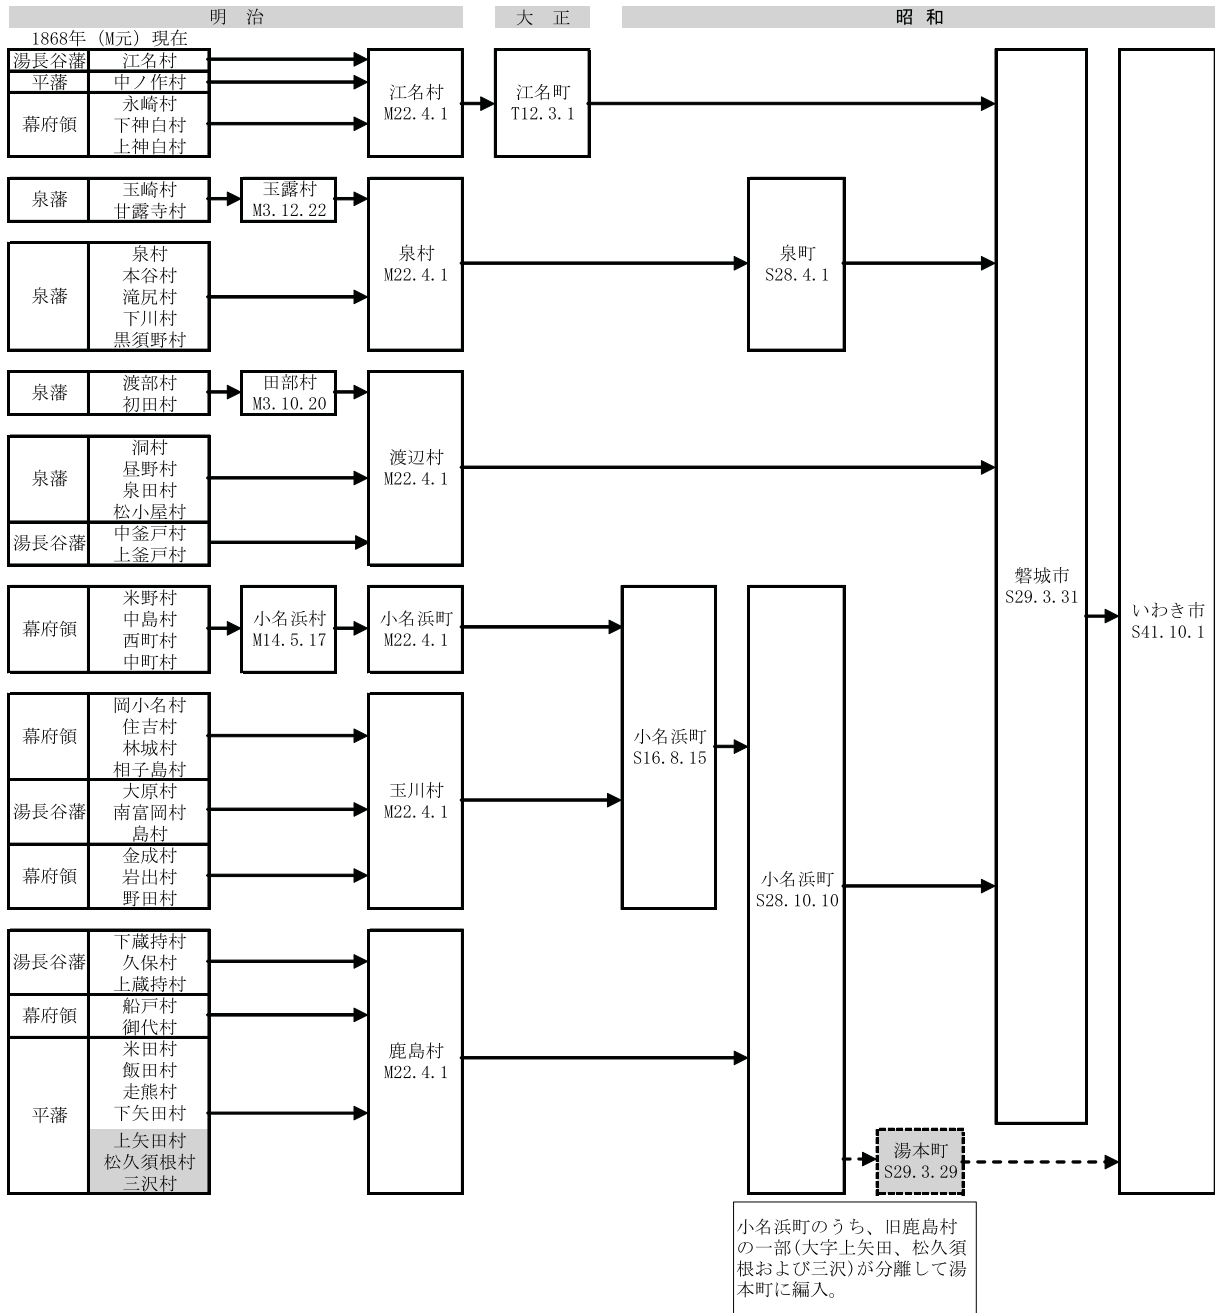 明 治
大 正
昭 和
1868年 (M元) 現在
湯長谷藩
江名村
平藩
中ノ作村
幕府領
永崎村
下神白村
上神白村
江名村
M22.4.1
江名町
T12.3.1
泉藩
玉崎村
甘露寺村
玉露村
M3.12.22
泉藩
泉村
本谷村
滝尻村
下川村
黒須野村
泉村
M22.4.1
泉町
S28.4.1
泉藩
渡部村
初田村
田部村
M3.10.20
泉藩
洞村
昼野村
泉田村
松小屋村
湯長谷藩
中釜戸村
上釜戸村
渡辺村
M22.4.1
幕府領
米野村
中島村
西町村
中町村
小名浜村
M14.5.17
小名浜町
M22.4.1
幕府領
岡小名村
住吉村
林城村
相子島村
湯長谷藩
大原村
南富岡村
島村
幕府領
金成村
岩出村
野田村
玉川村
M22.4.1
小名浜町
S16.8.15
湯長谷藩
下蔵持村
久保村
上蔵持村
幕府領
船戸村
御代村
平藩
米田村
飯田村
走熊村
下矢田村
上矢田村
松久須根村
三沢村
鹿島村
M22.4.1
小名浜町
S28.10.10
湯本町
S29.3.29
磐城市
S29.3.31
いわき市
S41.10.1
小名浜町のうち、旧鹿島村
の一部(大字上矢田、松久須
根および三沢)が分離して湯
本町に編入。